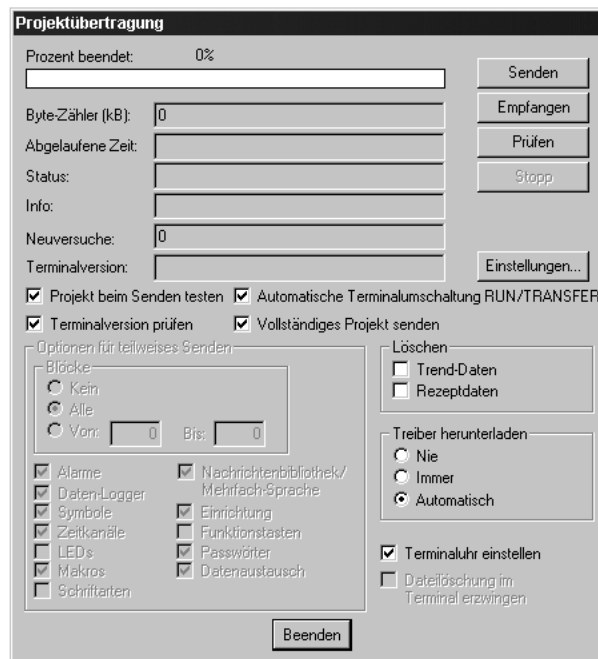 Projektübertragung
Prozent beendet: 0%
Senden
Byte-Zähler (kB): 0
Empfangen
Abgelaufene Zeit:
Prüfen
Status:
Stopp
Info:
Neuversuche: 0
Terminalversion:
Einstellungen...
Projekt beim Senden testen
Automatische Terminalumschaltung RUN/TRANSFER
Terminalversion prüfen
Vollständiges Projekt senden
Optionen für teilweises Senden
Blöcke
Kein
Alle
Von: 0 Bis: 0
Alarme
Daten-Logger
Symbole
Zeitkanäle
LEDs
Makros
Schriftarten
Nachrichtenbibliothek/
Mehrfach-Sprache
Einrichtung
Funktionstasten
Passwörter
Datenaustausch
Löschen
Trend-Daten
Rezeptdaten
Treiber herunterladen
Nie
Immer
Automatisch
Terminaluhr einstellen
Dateilöschung im
Terminal erzwingen
Beenden